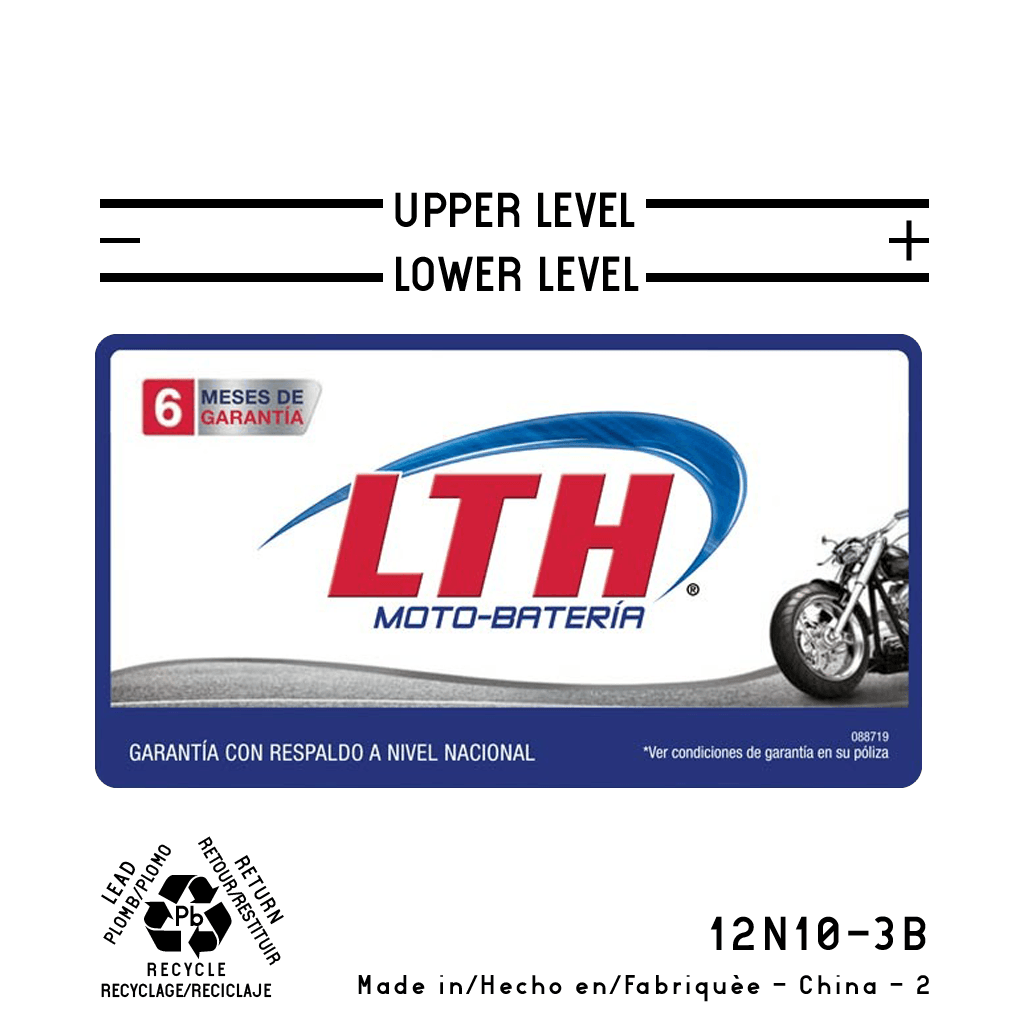 UPPER LEVEL
− +
LOWER LEVEL
6 MESES DE
GARANTÍA
LTH®
MOTO-BATERÍA
088719
GARANTÍA CON RESPALDO A NIVEL NACIONAL
*Ver condiciones de garantía en su póliza
LEAD
PLOMB/PLOMO
RETURN
RETOUR/RESTITUIR
Pb
RECYCLE
RECYCLAGE/RECICLAJE
12N10-3B
Made in/Hecho en/Fabriquèe - China - 2